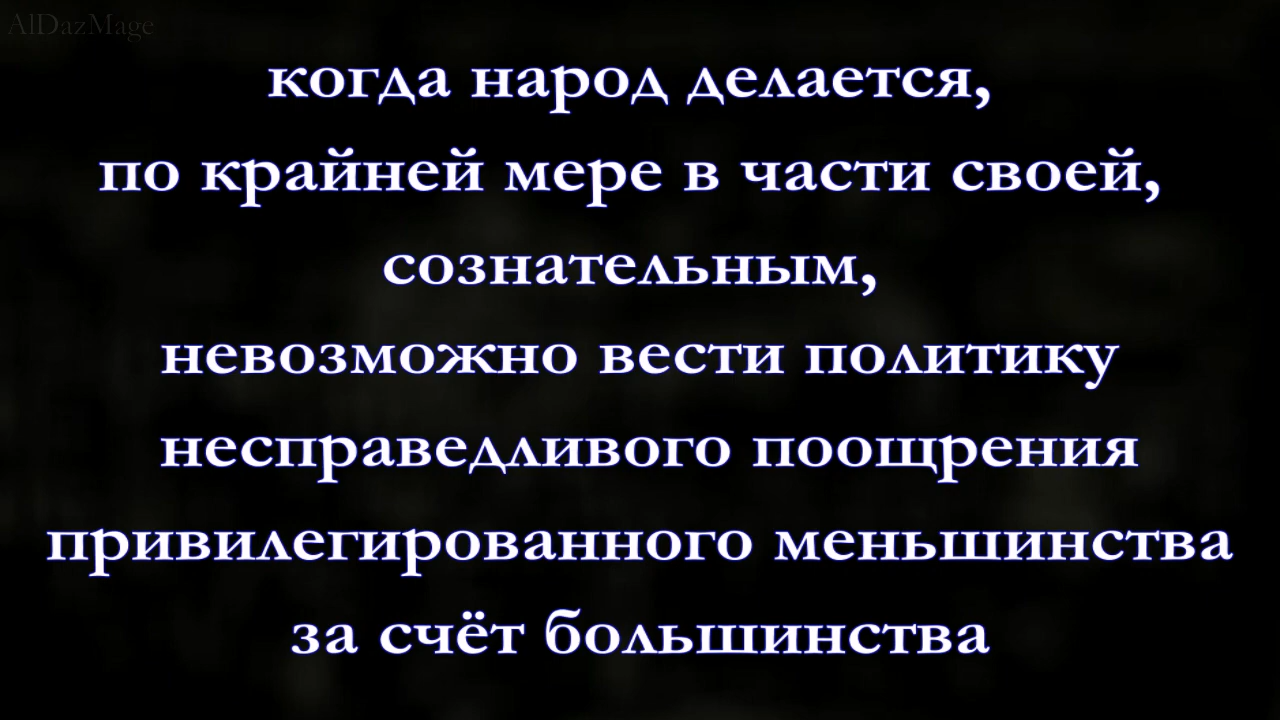 AlDazMage
когда народ делается,
по крайней мере в части своей,
сознательным,
невозможно вести политику
несправедливого поощрения
привилегированного меньшинства
за счёт большинства